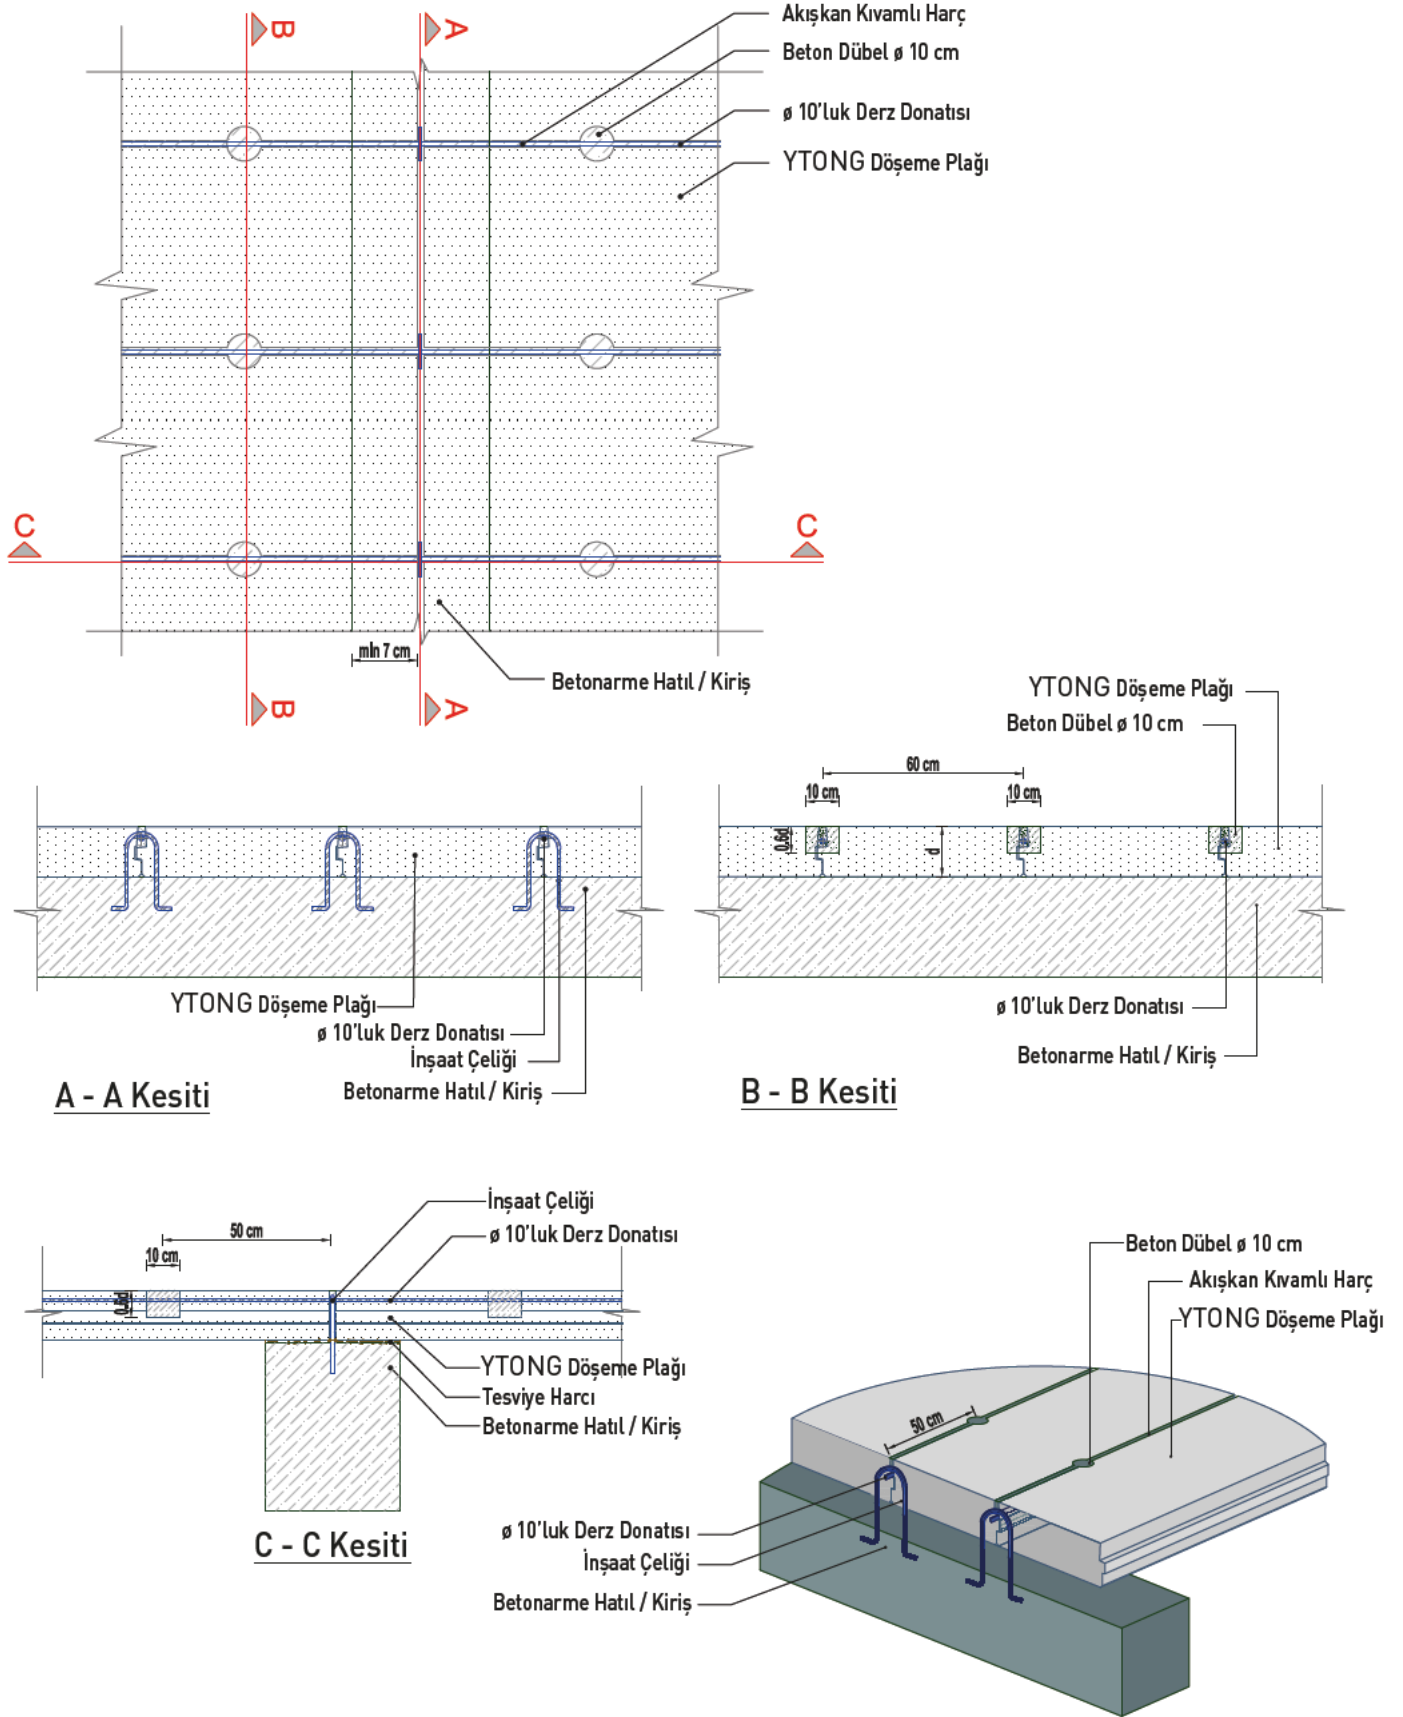 B
A
Akışkan Kıvamlı Harç
Beton Dübel ø 10 cm
ø 10'luk Derz Donatısı
YTONG Döşeme Plağı
C
C
min 7 cm
Betonarme Hatıl / Kiriş
B
A
YTONG Döşeme Plağı
Beton Dübel ø 10 cm
60 cm
10 cm
10 cm
0.6d
d
YTONG Döşeme Plağı
ø 10'luk Derz Donatısı
İnşaat Çeliği
Betonarme Hatıl / Kiriş
A - A Kesiti
ø 10'luk Derz Donatısı
Betonarme Hatıl / Kiriş
B - B Kesiti
İnşaat Çeliği
ø 10'luk Derz Donatısı
50 cm
10 cm
0.6d
YTONG Döşeme Plağı
Tesviye Harcı
Betonarme Hatıl / Kiriş
C - C Kesiti
Beton Dübel ø 10 cm
Akışkan Kıvamlı Harç
YTONG Döşeme Plağı
50 cm
ø 10'luk Derz Donatısı
İnşaat Çeliği
Betonarme Hatıl / Kiriş